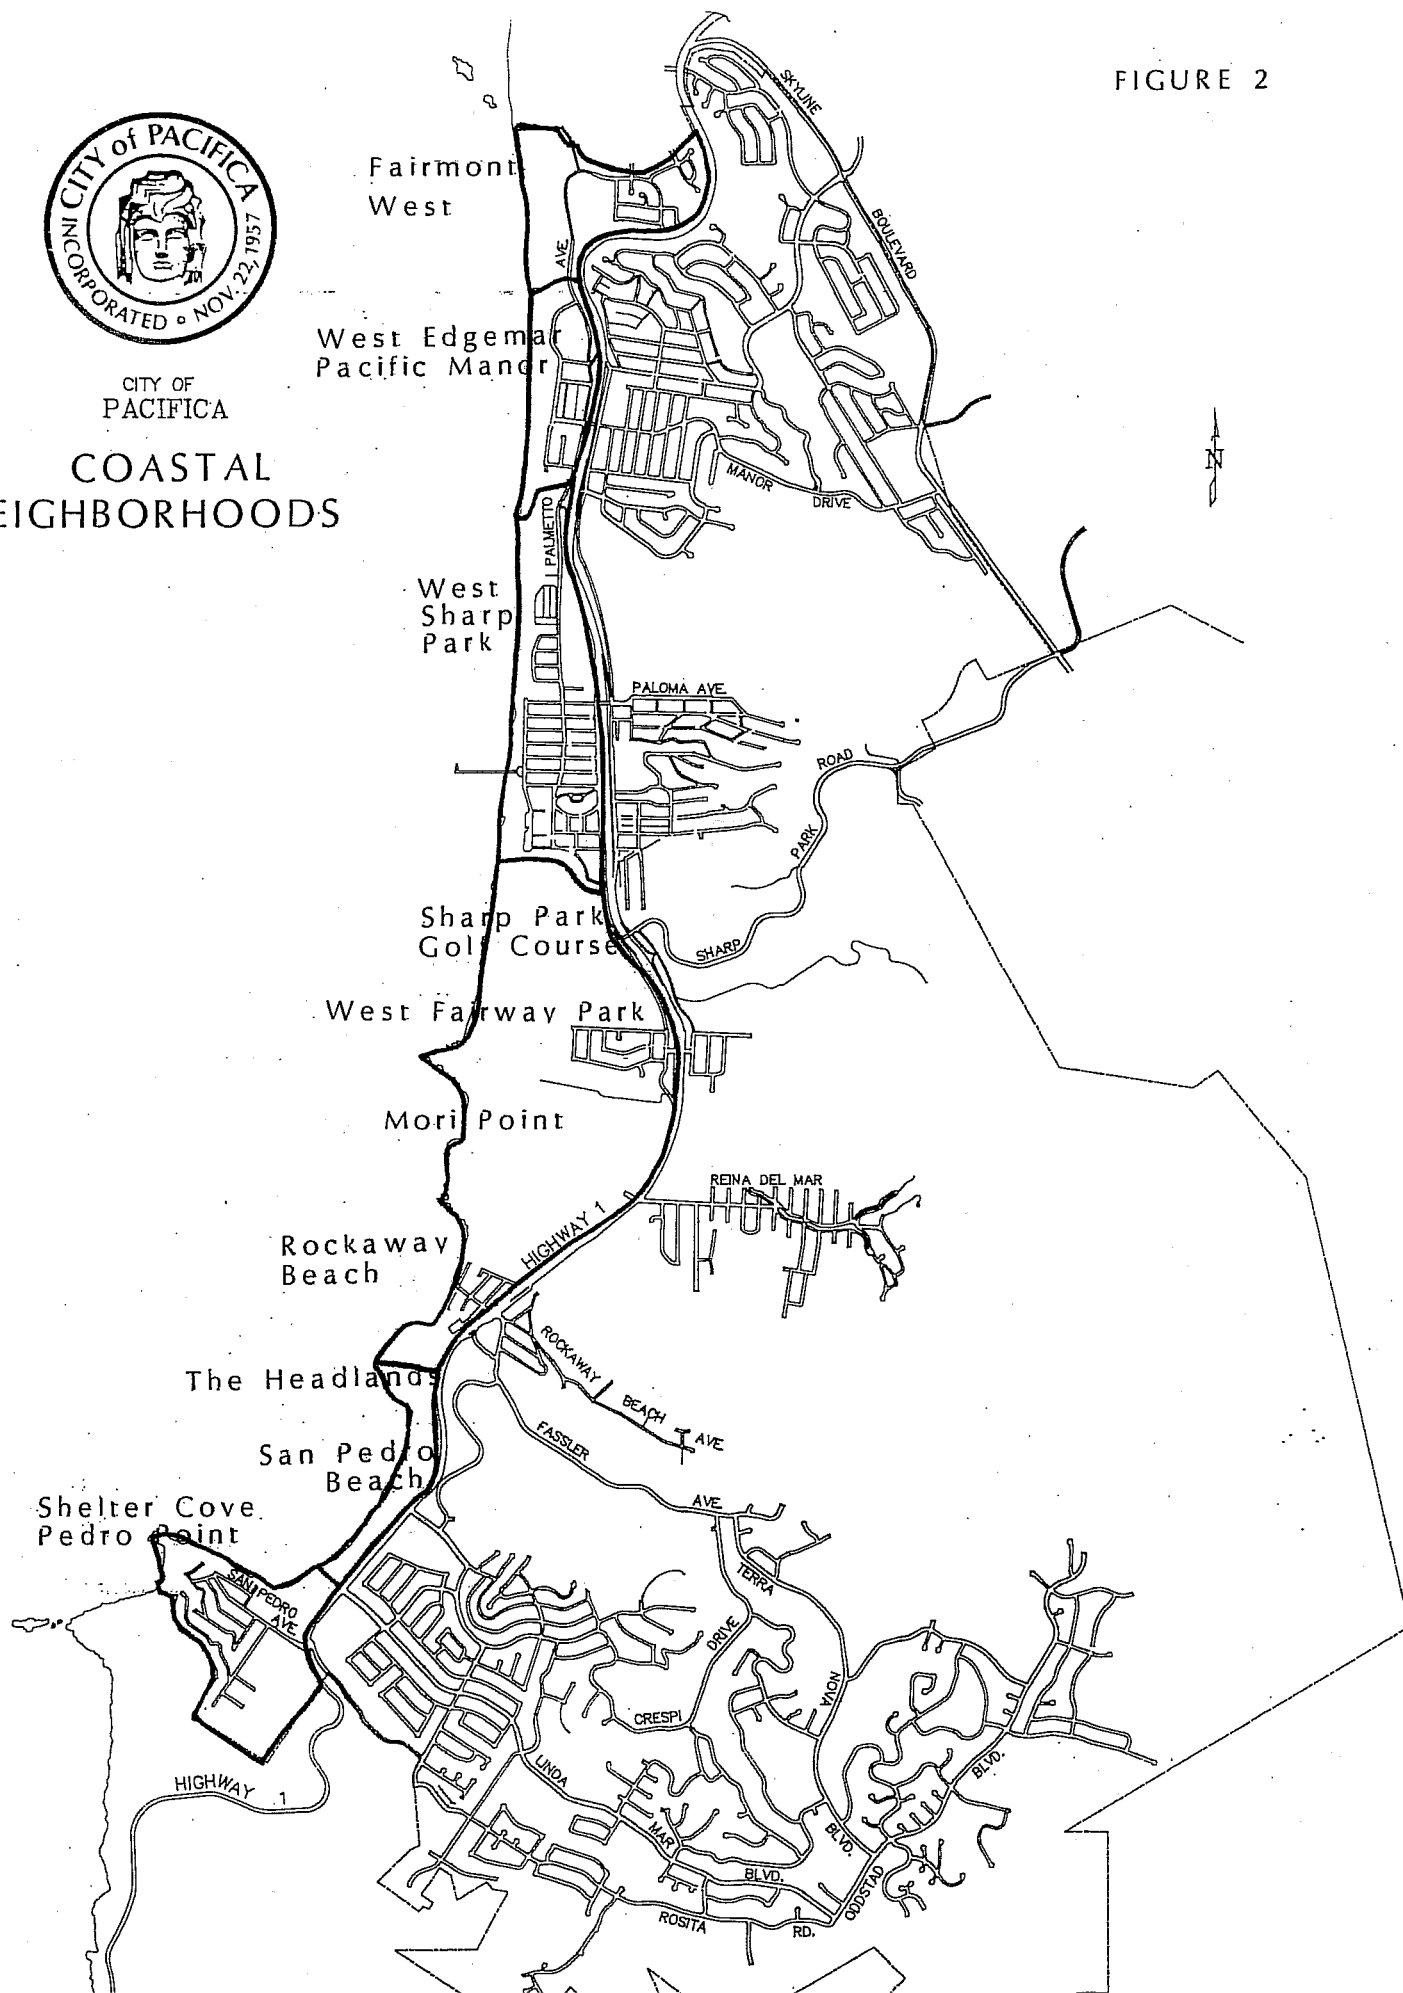 FIGURE 2
CITY of PACIFICA
INCORPORATED • NOV. 22, 1957
CITY OF
PACIFICA
COASTAL
EIGHBORHOODS
Fairmont
West
West Edgemar
Pacific Manor
West
Sharp
Park
Sharp Park
Golf Course
West Fairway Park
Mori Point
Rockaway
Beach
The Headlands
San Pedro
Beach
Shelter Cove
Pedro Point
SKYLINE
BOULEVARD
AVE.
N
MANOR
DRIVE
PALMETTO
PALOMA AVE.
ROAD
PARK
SHARP
REINA DEL MAR
HIGHWAY 1
ROCKAWAY
BEACH
AVE
FASSLER
AVE.
TERRA
NOVA
BLVD.
SAN PEDRO
AVE.
DRIVE
CRESPI
LINDA
MAR
BLVD.
BLVD.
ODDSTAD
ROSITA
RD.
HIGHWAY 1